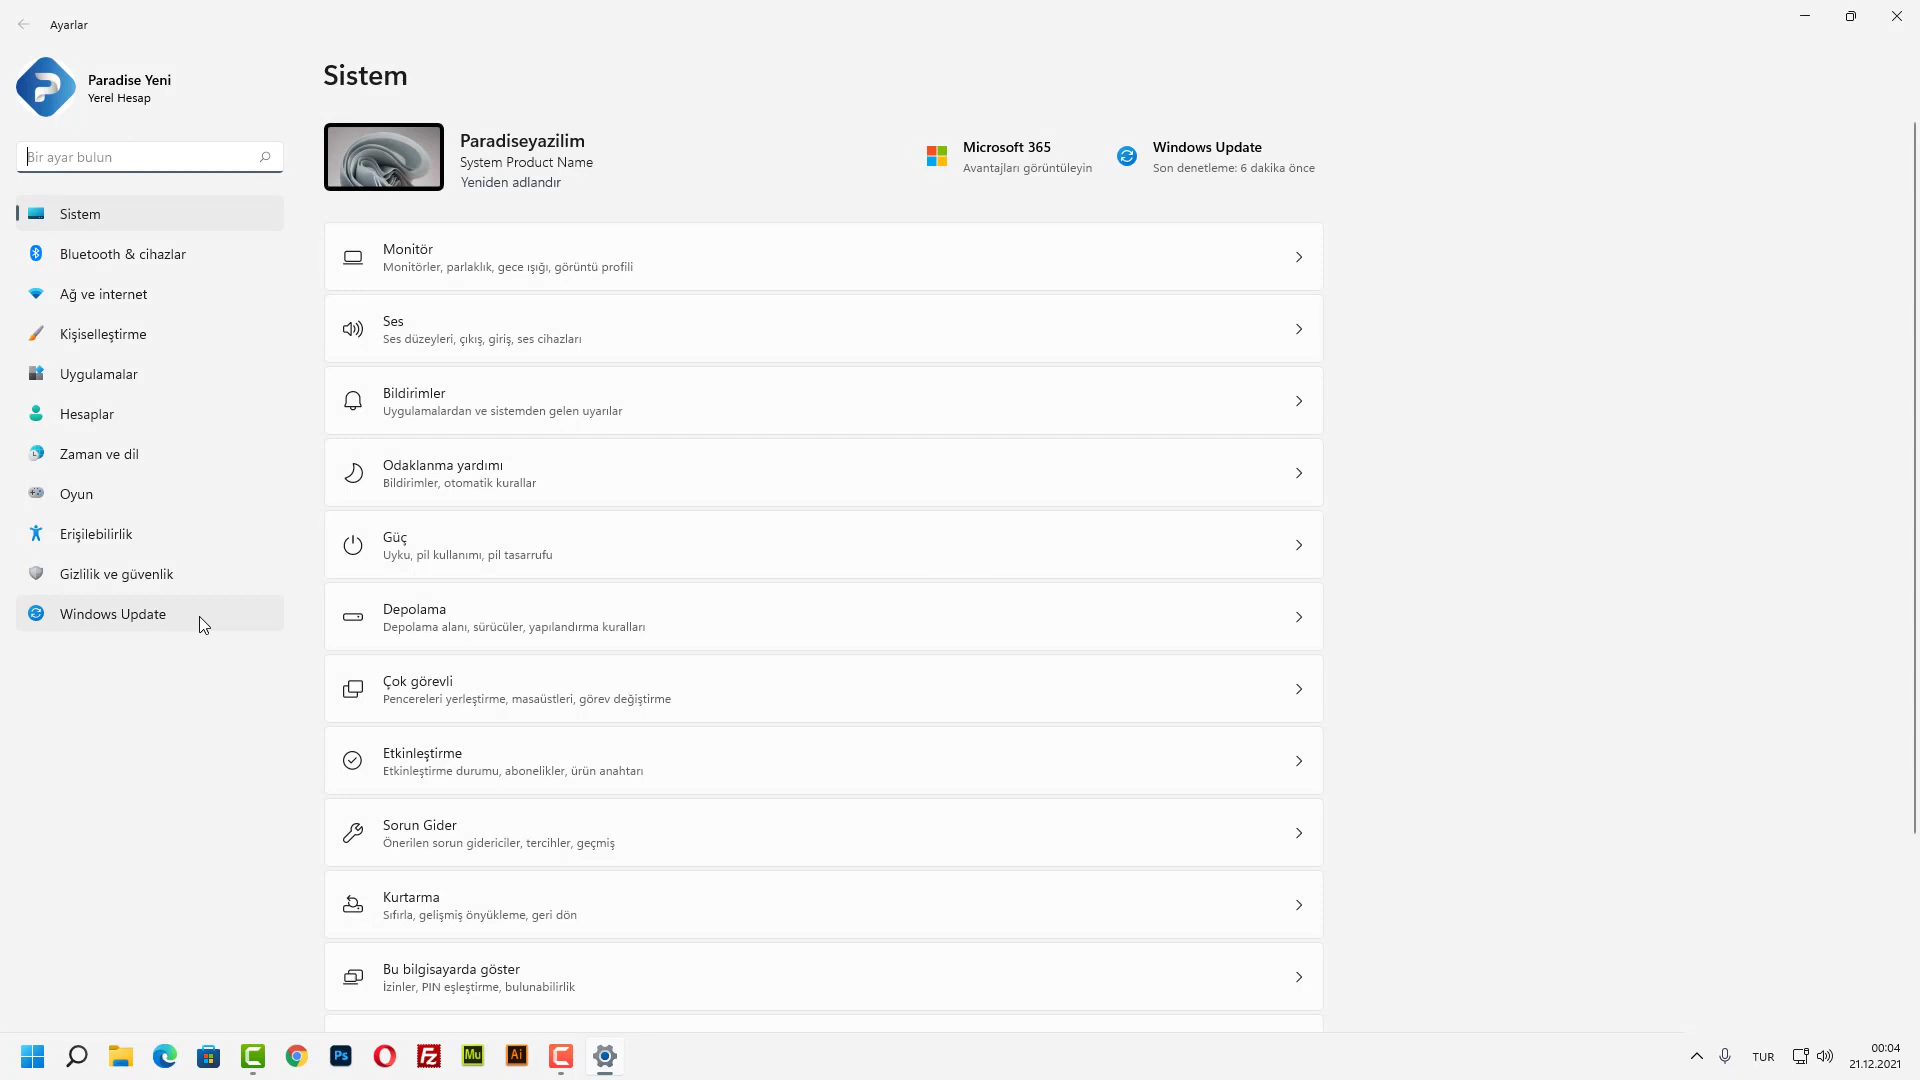 Ayarlar
Paradise Yeni
Yerel Hesap
Bir ayar bulun
Sistem
Bluetooth & cihazlar
Ağ ve internet
Kişiselleştirme
Uygulamalar
Hesaplar
Zaman ve dil
Oyun
Erişilebilirlik
Gizlilik ve güvenlik
Windows Update
Sistem
Paradiseyazilim
System Product Name
Yeniden adlandır
Microsoft 365
Avantajları görüntüleyin
Windows Update
Son denetleme: 6 dakika önce
Monitör
Monitörler, parlaklık, gece ışığı, görüntü profili
Ses
Ses düzeyleri, çıkış, giriş, ses cihazları
Bildirimler
Uygulamalardan ve sistemden gelen uyarılar
Odaklanma yardımı
Bildirimler, otomatik kurallar
Güç
Uyku, pil kullanımı, pil tasarrufu
Depolama
Depolama alanı, sürücüler, yapılandırma kuralları
Çok görevli
Pencereleri yerleştirme, masaüstleri, görev değiştirme
Etkinleştirme
Etkinleştirme durumu, abonelikler, ürün anahtarı
Sorun Gider
Önerilen sorun gidericiler, tercihler, geçmiş
Kurtarma
Sıfırla, gelişmiş önyükleme, geri dön
Bu bilgisayarda göster
İzinler, PIN eşleştirme, bulunabilirlik
Ps
Fz
Mu
Ai
TUR
00:04
21.12.2021